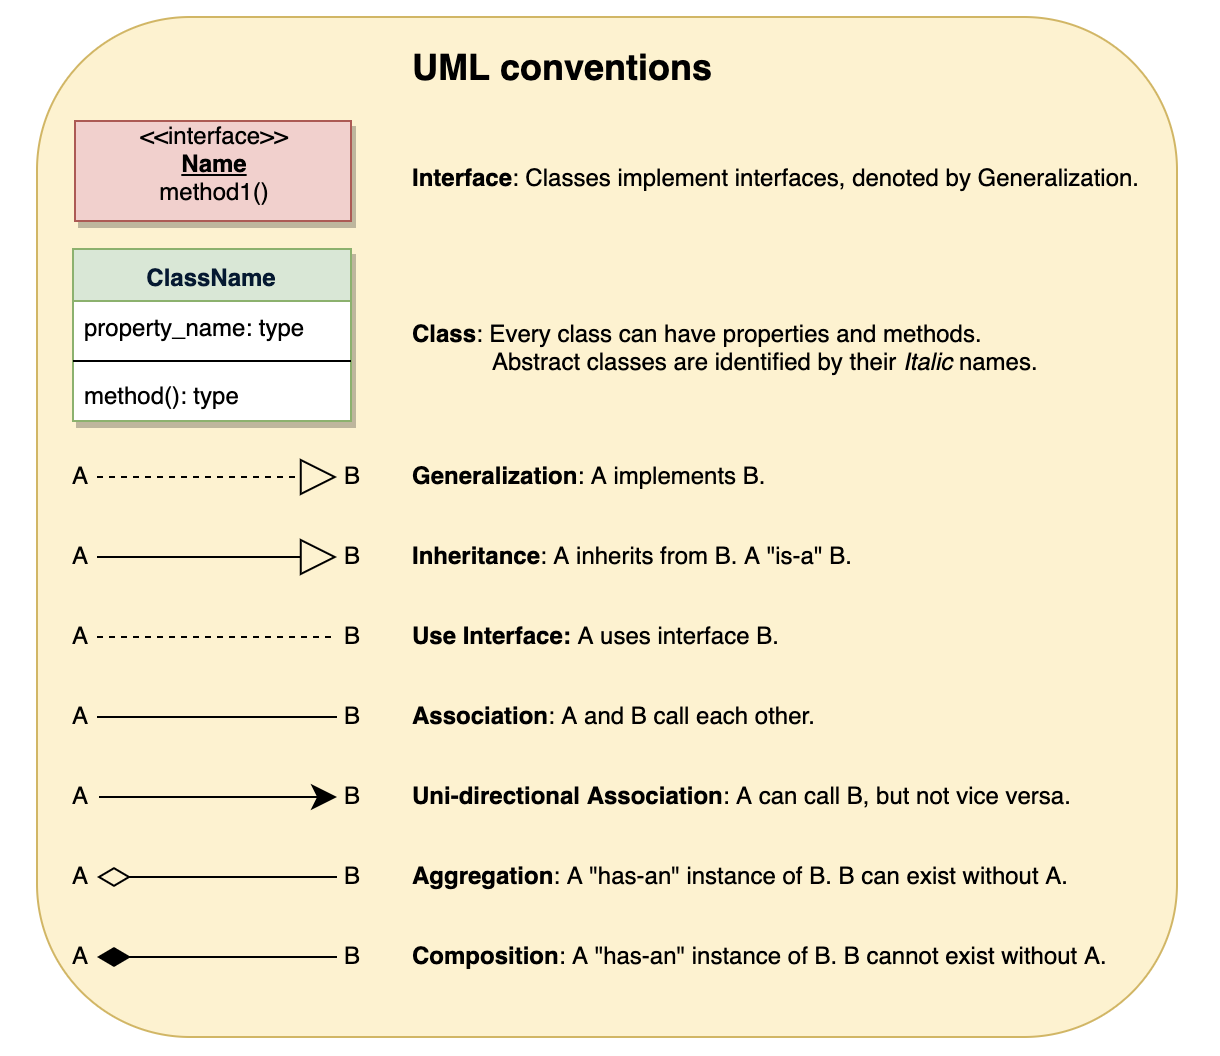 UML conventions
<<interface>>
Name
method1()
Interface: Classes implement interfaces, denoted by Generalization.
ClassName
property_name: type
method(): type
Class: Every class can have properties and methods.
Abstract classes are identified by their Italic names.
A B Generalization: A implements B.
A B Inheritance: A inherits from B. A "is-a" B.
A B Use Interface: A uses interface B.
A B Association: A and B call each other.
A B Uni-directional Association: A can call B, but not vice versa.
A B Aggregation: A "has-an" instance of B. B can exist without A.
A B Composition: A "has-an" instance of B. B cannot exist without A.